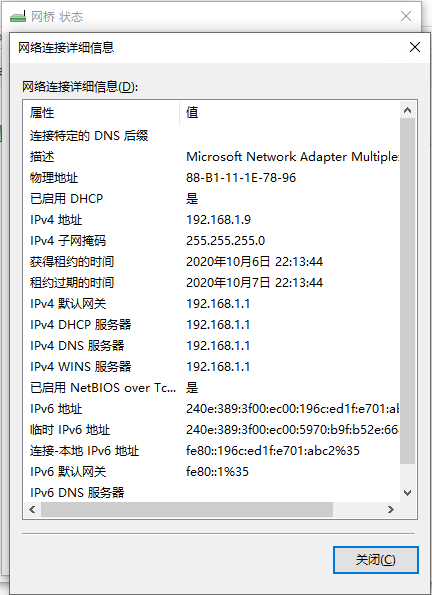 网桥 状态
网络连接详细信息
网络连接详细信息(D):
属性 值
连接特定的 DNS 后缀
描述 Microsoft Network Adapter Multiplex
物理地址 88-B1-11-1E-78-96
已启用 DHCP 是
IPv4 地址 192.168.1.9
IPv4 子网掩码 255.255.255.0
获得租约的时间 2020年10月6日 22:13:44
租约过期的时间 2020年10月7日 22:13:44
IPv4 默认网关 192.168.1.1
IPv4 DHCP 服务器 192.168.1.1
IPv4 DNS 服务器 192.168.1.1
IPv4 WINS 服务器 192.168.1.1
已启用 NetBIOS over Tc... 是
IPv6 地址 240e:389:3f00:ec00:196c:ed1f:e701:ab
临时 IPv6 地址 240e:389:3f00:ec00:5970:b9f:b52e:66
连接-本地 IPv6 地址 fe80::196c:ed1f:e701:abc2%35
IPv6 默认网关 fe80::1%35
IPv6 DNS 服务器
关闭(C)